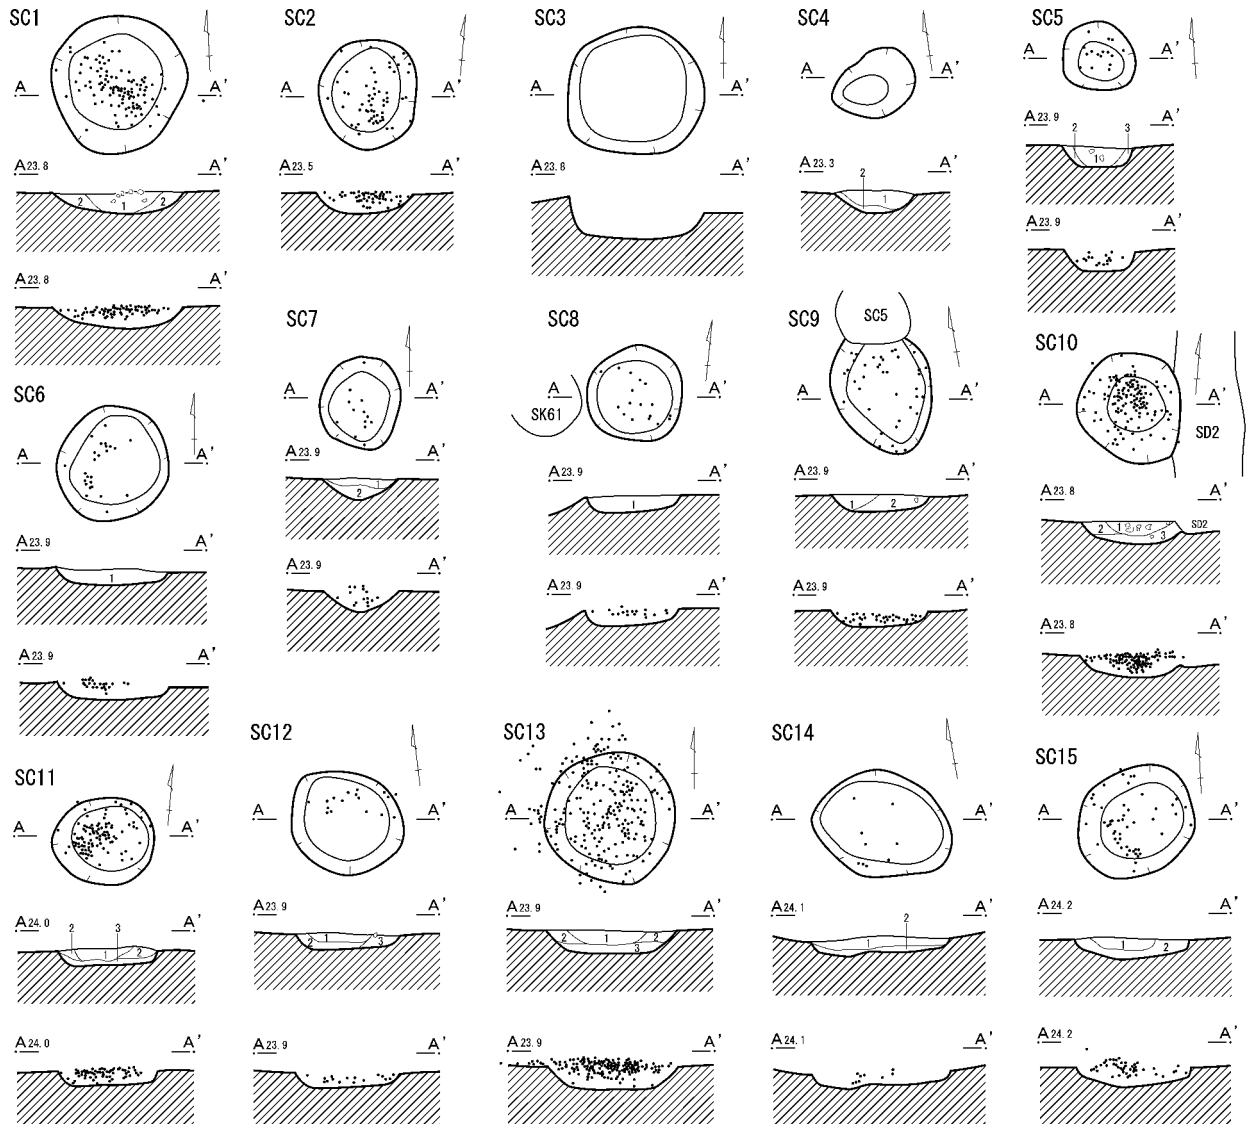 SC1
A A'
A23.8 A'
2 1 2
A23.8 A'
SC2
A A'
A23.5 A'
SC3
A A'
A23.6 A'
SC4
A A'
A23.3 A'
2
1
SC5
A A'
A23.9 A'
2 3
1
A23.9 A'
SC6
A A'
A23.9 A'
1
A23.9 A'
SC7
A A'
A23.9 A'
1
2
A23.9 A'
SC8
A A'
SK61
A23.9 A'
1
A23.9 A'
SC9
SC5
A A'
A23.9 A'
1 2
A23.9 A'
SC10
A A'
SD2
A23.8 A'
2 1 SD2
3
A23.8 A'
SC11
A A'
A24.0 A'
2 3
1 2
A24.0 A'
SC12
A A'
A23.9 A'
1
2 3
A23.9 A'
SC13
A A'
A23.9 A'
2 1 2
3
A23.9 A'
SC14
A A'
A24.1 A'
2
1
A24.1 A'
SC15
A A'
A24.2 A'
1 2
A24.2 A'